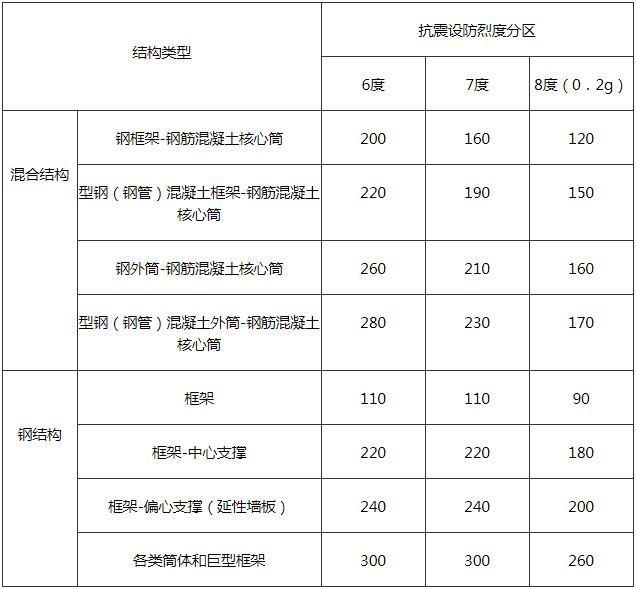 结构类型
抗震设防烈度分区
6度
7度
8度（0．2g）
混合结构
钢框架-钢筋混凝土核心筒
200
160
120
型钢（钢管）混凝土框架-钢筋混凝土
核心筒
220
190
150
钢外筒-钢筋混凝土核心筒
260
210
160
型钢（钢管）混凝土外筒-钢筋混凝土
核心筒
280
230
170
钢结构
框架
110
110
90
框架-中心支撑
220
220
180
框架-偏心支撑（延性墙板）
240
240
200
各类筒体和巨型框架
300
300
260